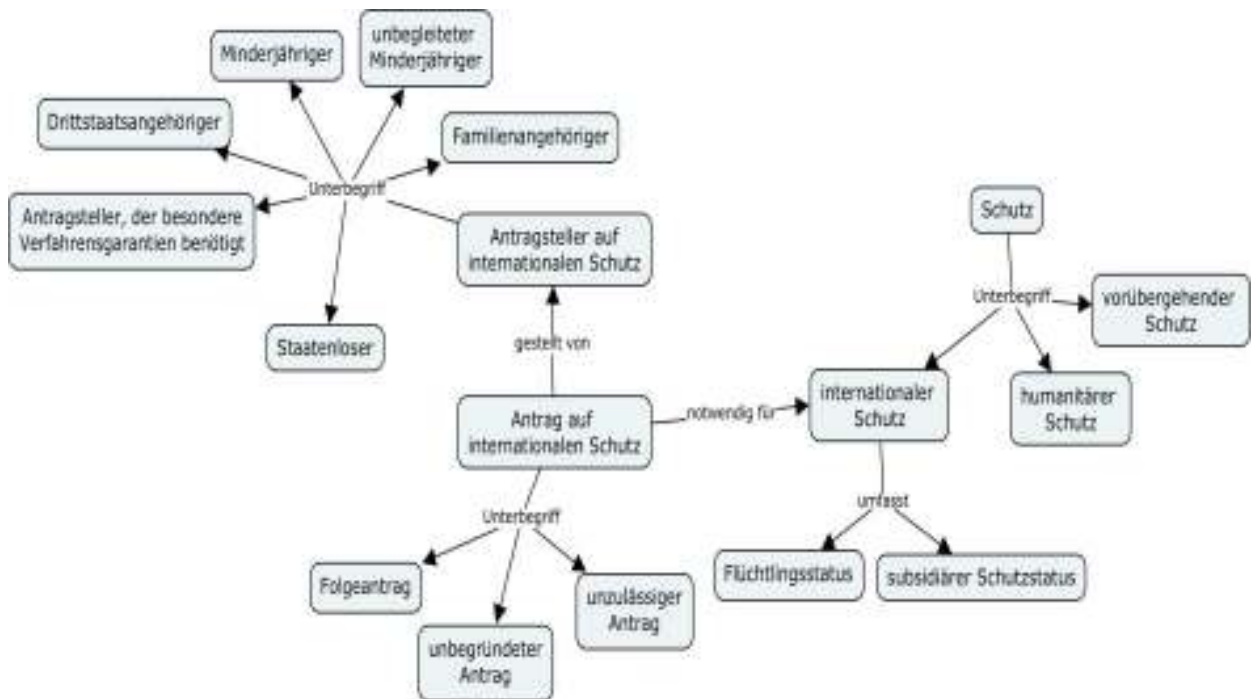 unbegleiteter
Minderjähriger
Minderjähriger
Drittstaatsangehöriger
Familienangehöriger
Unterbegriff
Antragsteller, der besondere
Verfahrensgarantien benötigt
Antragsteller auf
internationalen Schutz
Schutz
Unterbegriff
vorübergehender
Schutz
Staatenloser
gestellt von
internationaler
Schutz
humanitärer
Schutz
Antrag auf
internationalen Schutz
notwendig für
umfasst
Unterbegriff
Flüchtlingsstatus
subsidiärer Schutzstatus
Folgeantrag
unzulässiger
Antrag
unbegründeter
Antrag